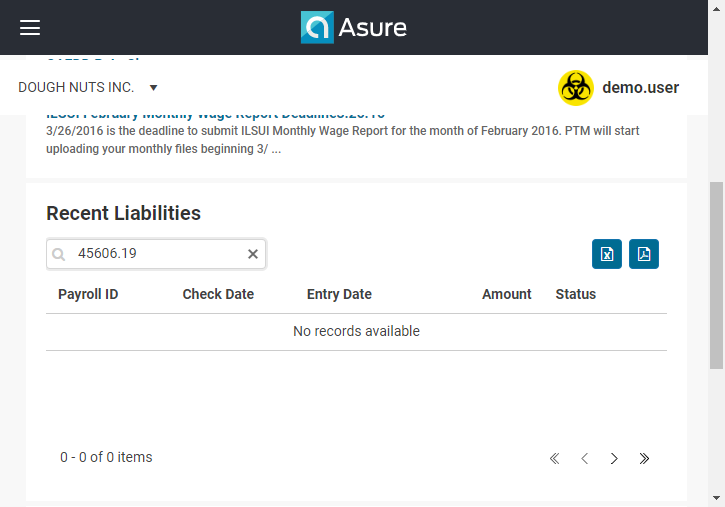 Asure
DOUGH NUTS INC.
demo.user
ILSUI February Monthly Wage Report Deadline3.26.16
3/26/2016 is the deadline to submit ILSUI Monthly Wage Report for the month of February 2016. PTM will start
uploading your monthly files beginning 3/ ...
Recent Liabilities
45606.19
Payroll ID Check Date Entry Date Amount Status
No records available
0 - 0 of 0 items